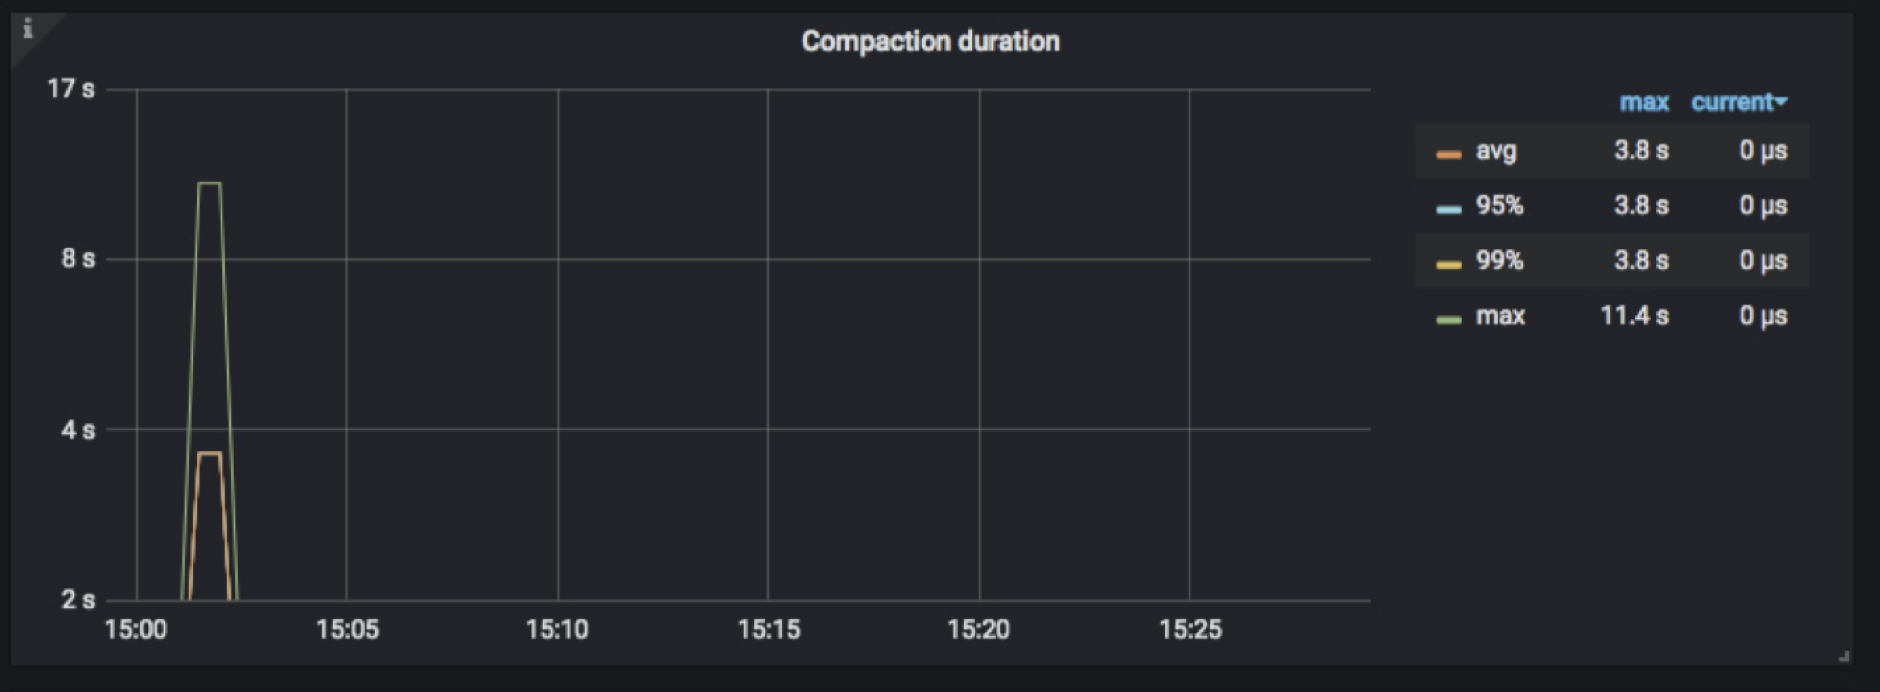 i
Compaction duration
17 s
8 s
4 s
2 s
15:00 15:05 15:10 15:15 15:20 15:25
max current
avg 3.8 s 0 µs
95% 3.8 s 0 µs
99% 3.8 s 0 µs
max 11.4 s 0 µs